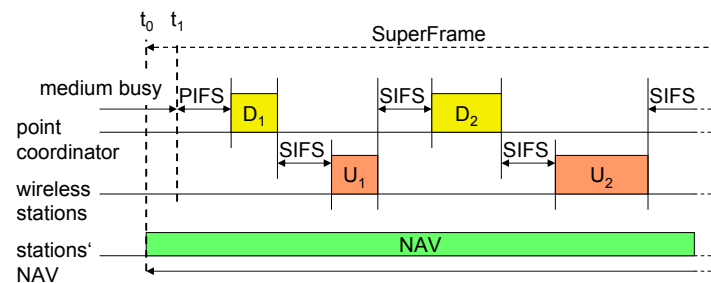 t0 t1
SuperFrame
medium busy
PIFS
D1
SIFS
D2
SIFS
point
coordinator
SIFS
U1
SIFS
U2
wireless
stations
stations‘
NAV
NAV